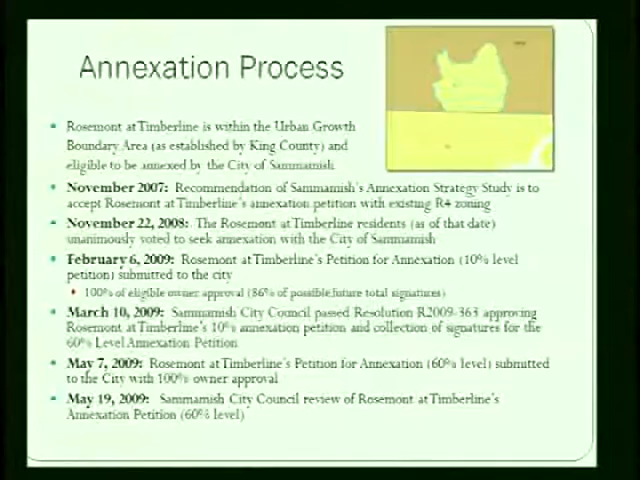 Annexation Process
Rosemont at Timberline is within the Urban Growth
Boundary Area (as established by King County) and
eligible to be annexed by the City of Sammamish
November 2007: Recommendation of Sammamish's Annexation Strategy Study is to
accept Rosemont at Timberline's annexation petition with existing R4 zoning
November 22, 2008: The Rosemont at Timberline residents (as of that date)
unanimously voted to seek annexation with the City of Sammamish
February 6, 2009: Rosemont at Timberline's Petition for Annexation (10% level
petition) submitted to the city
100% of eligible owner approval (86% of possible future total signatures)
March 10, 2009: Sammamish City Council passed Resolution R2009-363 approving
Rosemont at Timberline's 10% annexation petition and collection of signatures for the
60% Level Annexation Petition
May 7, 2009: Rosemont at Timberline's Petition for Annexation (60% level) submitted
to the City with 100% owner approval
May 19, 2009: Sammamish City Council review of Rosemont at Timberline's
Annexation Petition (60% level)